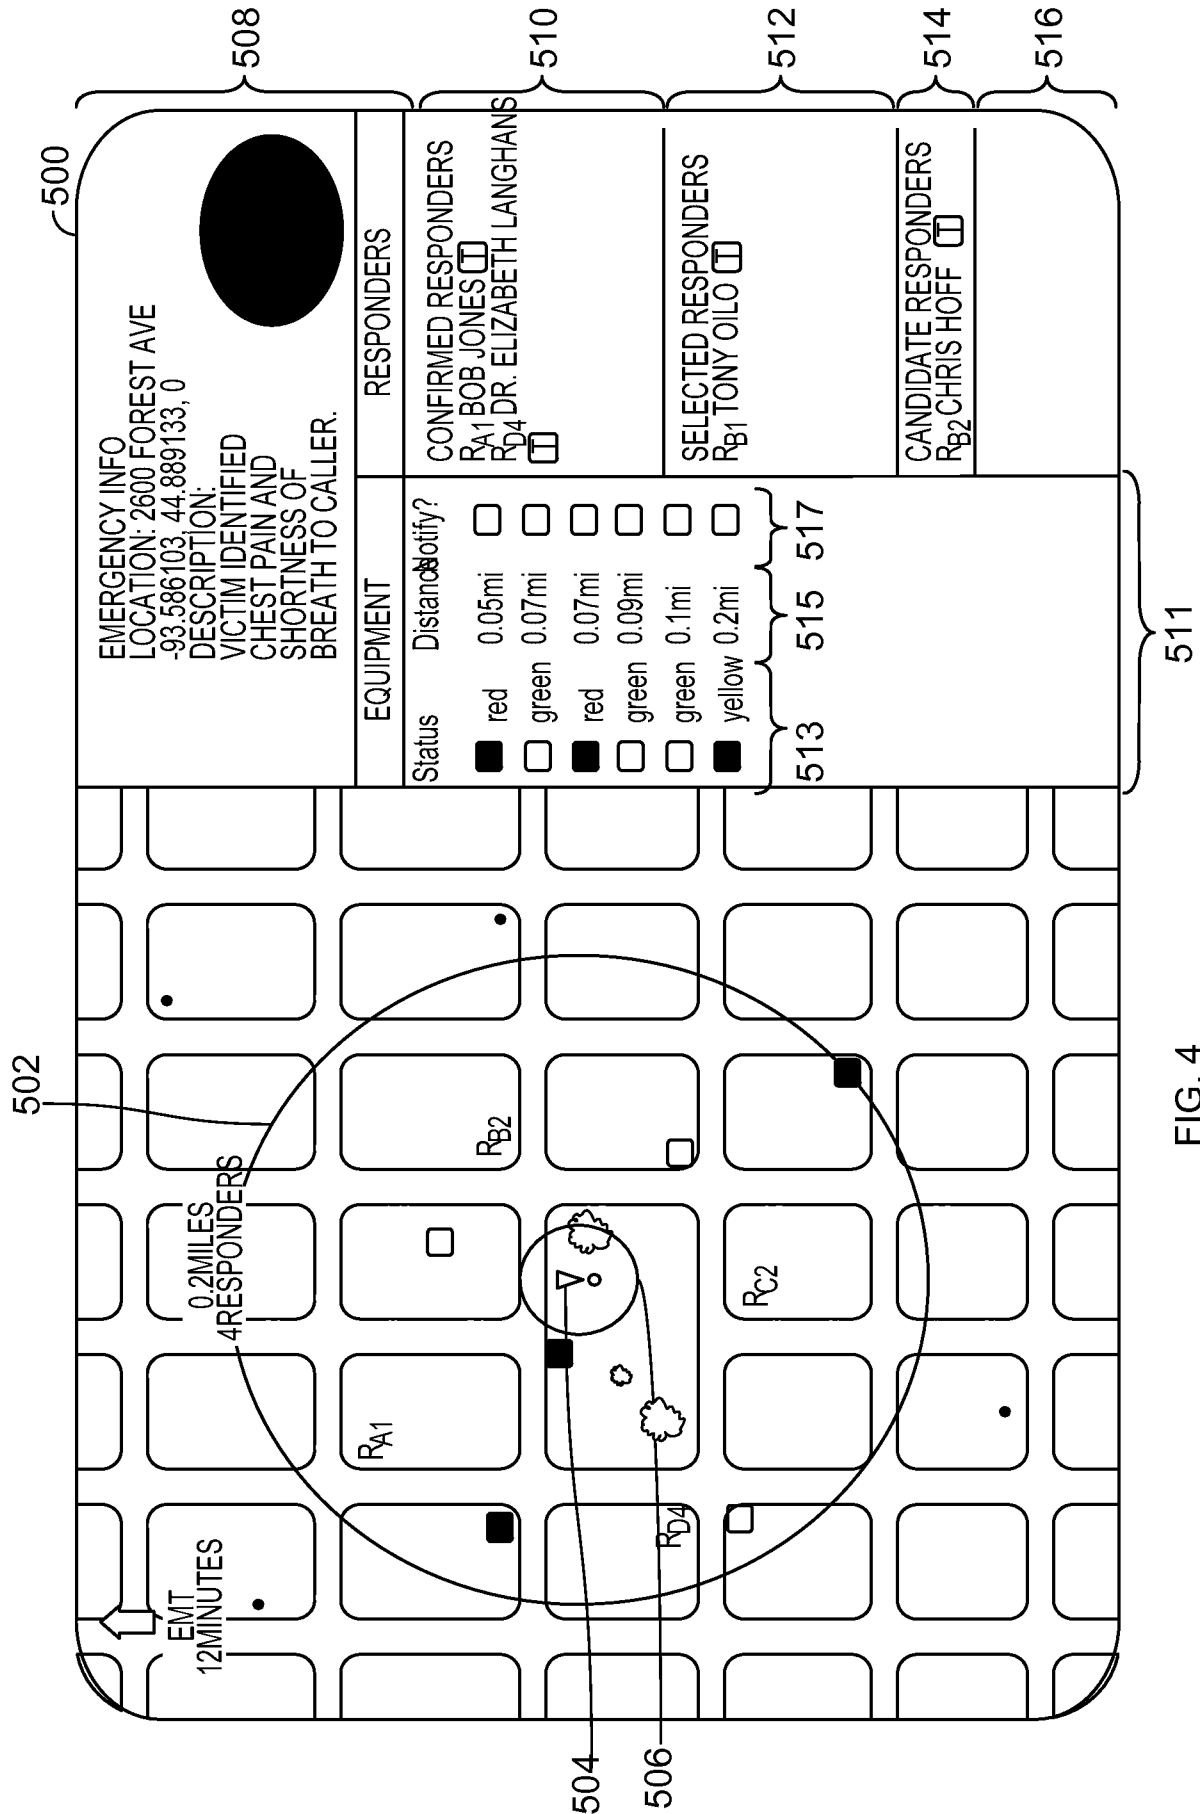 500
502
EMT
12MINUTES
0.2MILES
4RESPONDERS
RA1
RB2
RC2
RD4
504
506
EMERGENCY INFO
LOCATION: 2600 FOREST AVE
-93.586103, 44.889133, 0
DESCRIPTION:
VICTIM IDENTIFIED
CHEST PAIN AND
SHORTNESS OF
BREATH TO CALLER.
508
EQUIPMENT
Status Distance Notify?
red 0.05mi
green 0.07mi
red 0.07mi
green 0.09mi
green 0.1mi
yellow 0.2mi
513 515 517
511
RESPONDERS
CONFIRMED RESPONDERS
RA1 BOB JONES T
RD4 DR. ELIZABETH LANGHANS
T
510
SELECTED RESPONDERS
RB1 TONY OILO T
512
CANDIDATE RESPONDERS
RB2 CHRIS HOFF T
514
516
FIG. 4